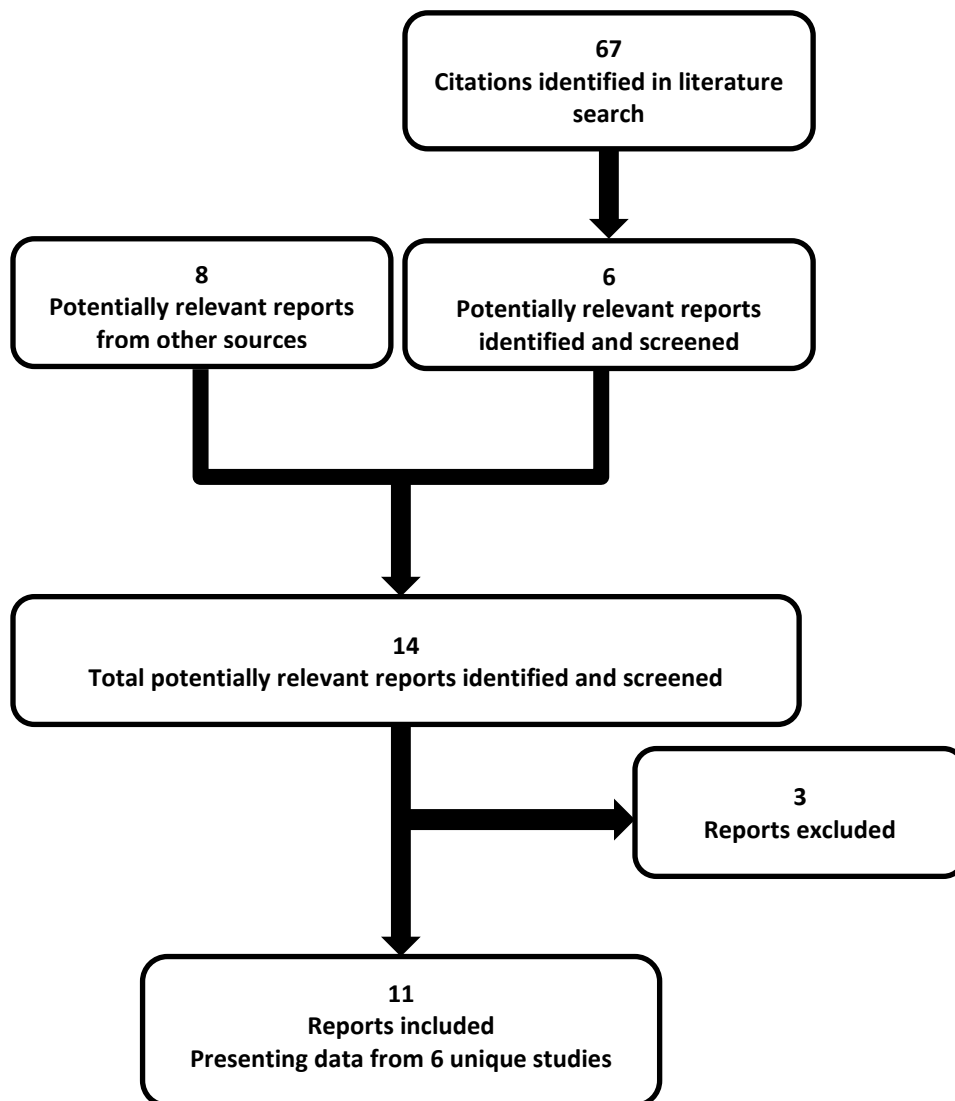 67
Citations identified in literature
search
8
Potentially relevant reports
from other sources
6
Potentially relevant reports
identified and screened
14
Total potentially relevant reports identified and screened
3
Reports excluded
11
Reports included
Presenting data from 6 unique studies